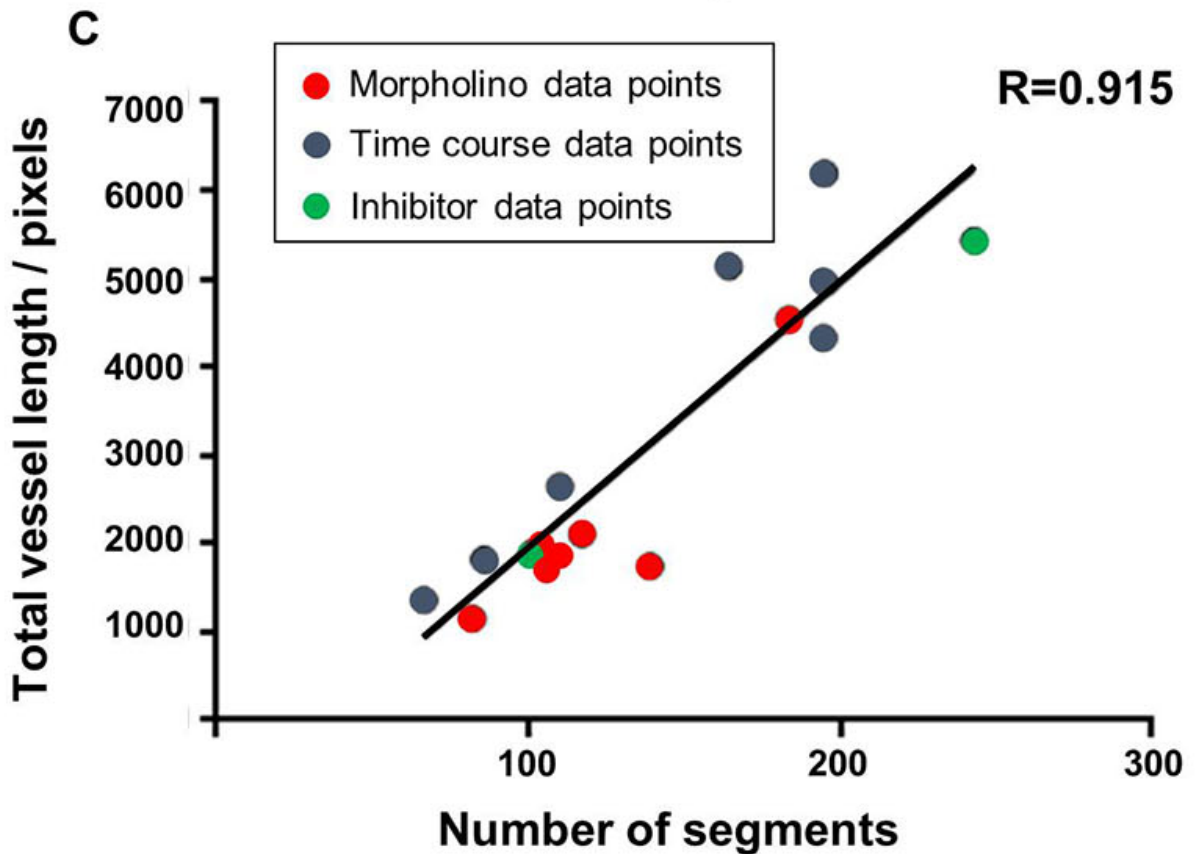 C
Morpholino data points
Time course data points
Inhibitor data points
R=0.915
Total vessel length / pixels
7000
6000
5000
4000
3000
2000
1000
100 200 300
Number of segments